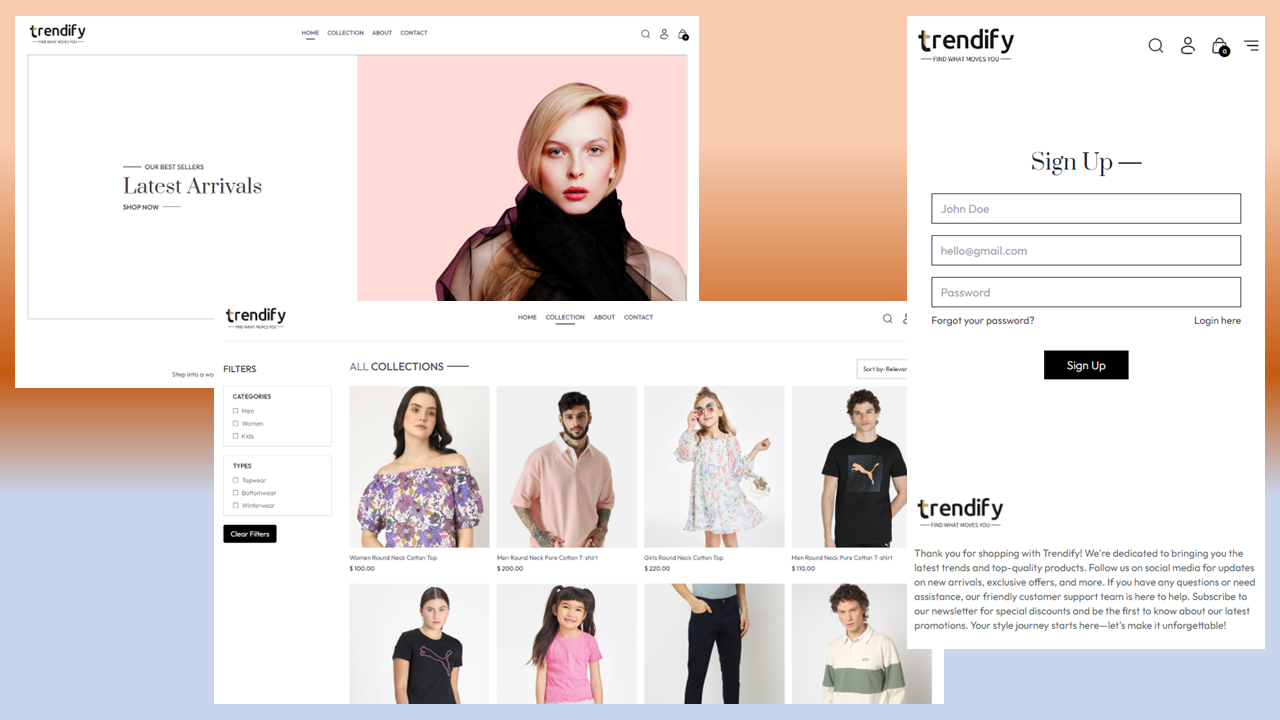 trendify
FIND WHAT MOVES YOU
HOME COLLECTION ABOUT CONTACT
OUR BEST SELLERS
Latest Arrivals
SHOP NOW
Step into a wo
trendify
FIND WHAT MOVES YOU
HOME COLLECTION ABOUT CONTACT
FILTERS
CATEGORIES
Men
Women
Kids
TYPES
Topwear
Bottomwear
Winterwear
Clear Filters
ALL COLLECTIONS
Sort by: Relevan
Women Round Neck Cotton Top
$ 100.00
Men Round Neck Pure Cotton T-shirt
$ 200.00
Girls Round Neck Cotton Top
$ 220.00
Men Round Neck Pure Cotton T-shirt
$ 110.00
trendify
FIND WHAT MOVES YOU
0
Sign Up
John Doe
hello@gmail.com
Password
Forgot your password? Login here
Sign Up
trendify
FIND WHAT MOVES YOU
Thank you for shopping with Trendify! We're dedicated to bringing you the
latest trends and top-quality products. Follow us on social media for updates
on new arrivals, exclusive offers, and more. If you have any questions or need
assistance, our friendly customer support team is here to help. Subscribe to
our newsletter for special discounts and be the first to know about our latest
promotions. Your style journey starts here—let's make it unforgettable!